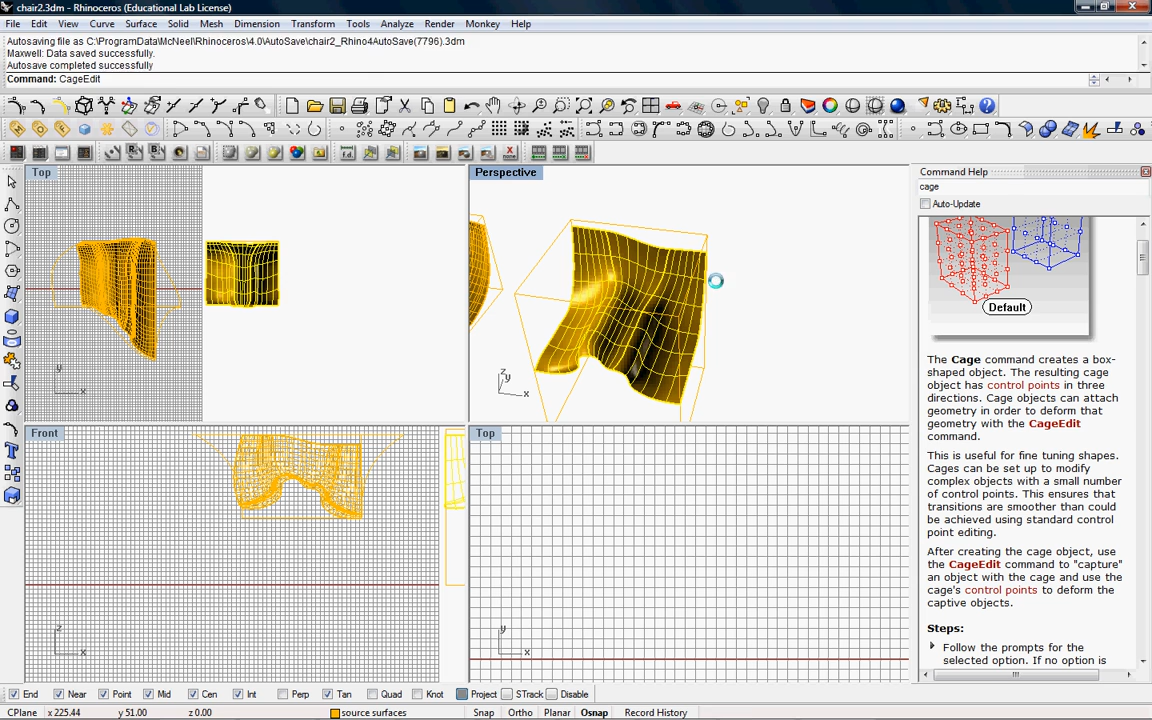 chair2.3dm - Rhinoceros (Educational Lab License)
File Edit View Curve Surface Solid Mesh Dimension Transform Tools Analyze Render Monkey Help
Autosaving file as C:\ProgramData\McNeel\Rhinoceros\4.0\AutoSave\chair2_Rhino4AutoSave(7796).3dm
Maxwell: Data saved successfully.
Autosave completed successfully
Command: CageEdit
Top
Perspective
Command Help
cage
Auto-Update
Default
The Cage command creates a box-
shaped object. The resulting cage
object has control points in three
directions. Cage objects can attach
geometry in order to deform that
geometry with the CageEdit
command.
This is useful for fine tuning shapes.
Cages can be set up to modify
complex objects with a small number
of control points. This ensures that
transitions are smoother than could
be achieved using standard control
point editing.
After creating the cage object, use
the CageEdit command to "capture"
an object with the cage and use the
cage's control points to deform the
captive objects.
Steps:
Follow the prompts for the
selected option. If no option is
y
x
z
y
x
Front
Top
z
x
y
x
End Near Point Mid Cen Int Perp Tan Quad Knot Project STrack Disable
CPlane x 225.44 y 51.00 z 0.00 source surfaces Snap Ortho Planar Osnap Record History